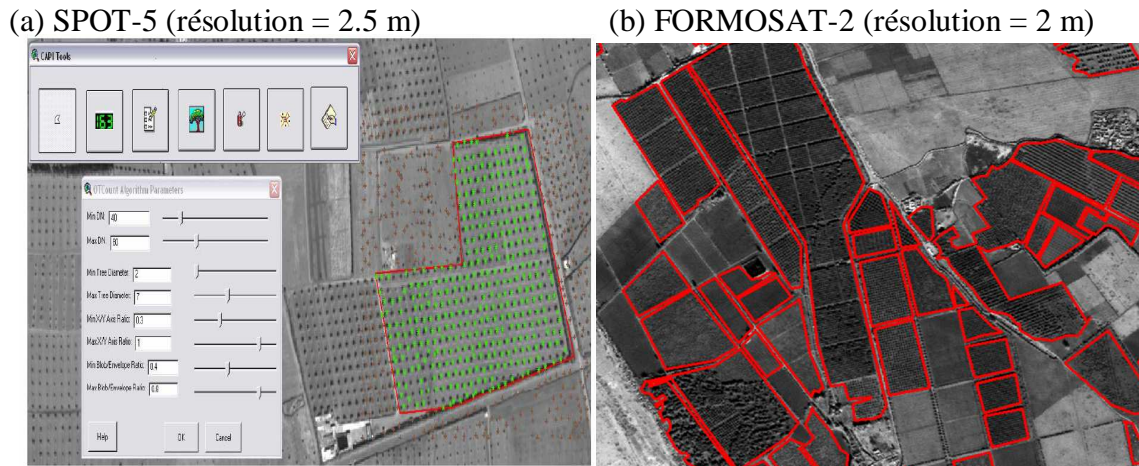 (a) SPOT-5 (résolution = 2.5 m)
(b) FORMOSAT-2 (résolution = 2 m)
CAPI Tools
163
OTCount Algorithm Parameters
Min DN: 40
Max DN: 80
Min Tree Diameter: 2
Max Tree Diameter: 7
Min X/Y Axis Ratio: 0.3
Max X/Y Axis Ratio: 1
Min Blob/Envelope Ratio: 0.4
Max Blob/Envelope Ratio: 0.8
Help
OK
Cancel